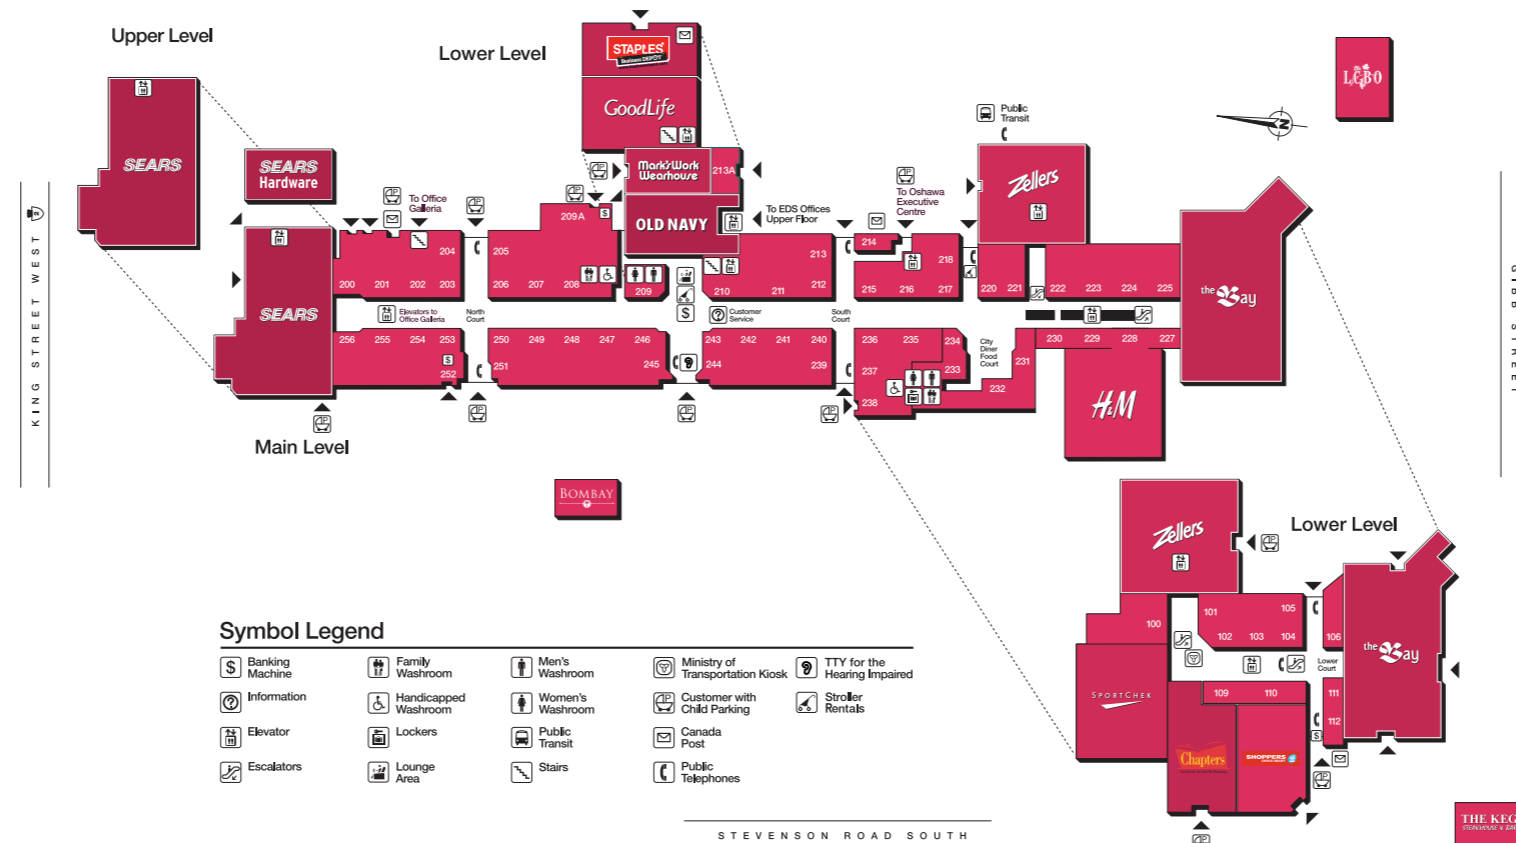 Upper Level
Lower Level
STAPLES
Business DEPOT
GoodLife
Mark's Work
Wearhouse
213A
OLD NAVY
LCBO
N
Public
Transit
Zellers
SEARS
SEARS
Hardware
To Office
Galleria
209A
$
To EDS Offices
Upper Floor
To Oshawa
Executive
Centre
KING STREET WEST
2
GIBB STREET
SEARS
204
205
213
214
218
200
201
202
203
206
207
208
209
210
211
212
215
216
217
220
221
222
223
224
225
the Bay
Elevators to
Office Galleria
North
Court
$
?
Customer
Service
South
Court
City
Diner
Food
Court
256
255
254
253
$
252
250
249
248
247
246
251
245
243
242
241
240
244
239
236
235
234
237
233
238
231
232
230
229
228
227
H&M
Main Level
BOMBAY
Zellers
Lower Level
100
101
105
102
103
104
106
Lower
Court
the Bay
SPORTCHEK
109
110
111
112
$
Chapters
SHOPPERS
DRUG MART
THE KEG
STEAKHOUSE & BAR
Symbol Legend
$ Banking
Machine
? Information
Elevator
Escalators
Family
Washroom
Handicapped
Washroom
Lockers
Lounge
Area
Men's
Washroom
Women's
Washroom
Public
Transit
Stairs
Ministry of
Transportation Kiosk
Customer with
Child Parking
Canada
Post
Public
Telephones
TTY for the
Hearing Impaired
Stroller
Rentals
STEVENSON ROAD SOUTH